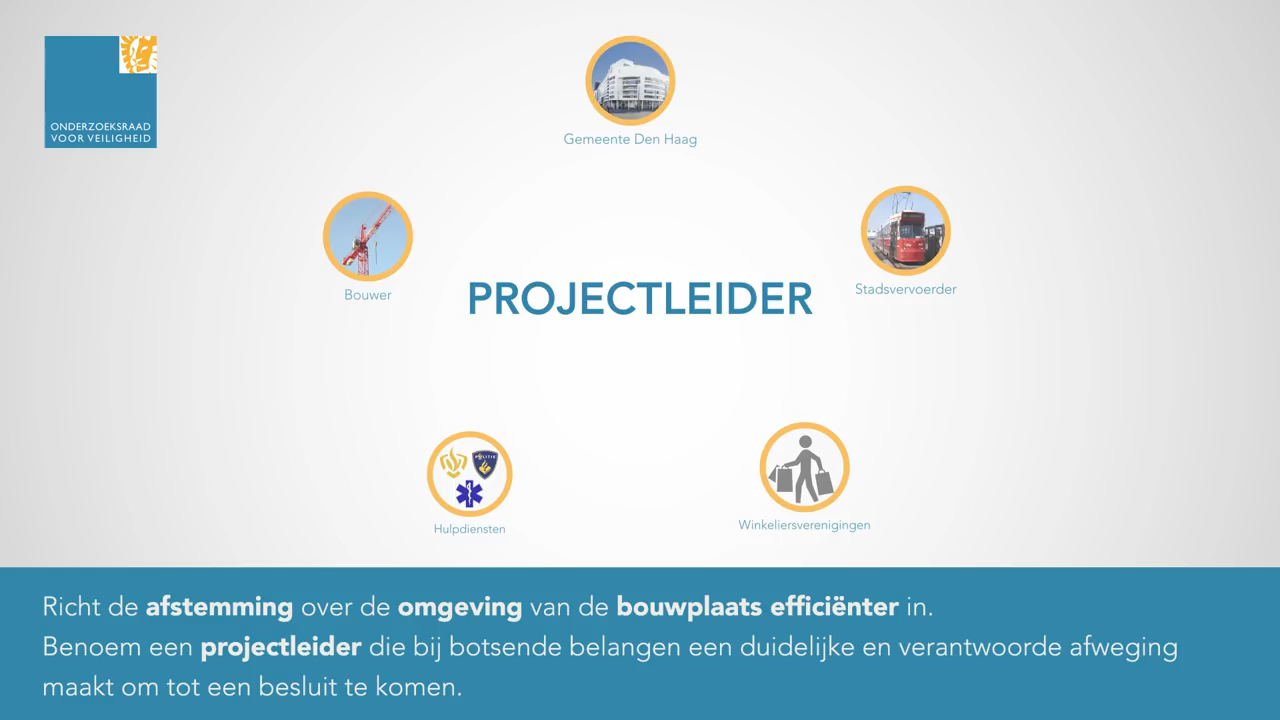 ONDERZOEKSRAAD
VOOR VEILIGHEID
Gemeente Den Haag
Bouwer
Stadsvervoerder
PROJECTLEIDER
POLITIE
Hulpdiensten
Winkeliersverenigingen
Richt de afstemming over de omgeving van de bouwplaats efficiënter in.
Benoem een projectleider die bij botsende belangen een duidelijke en verantwoorde afweging
maakt om tot een besluit te komen.